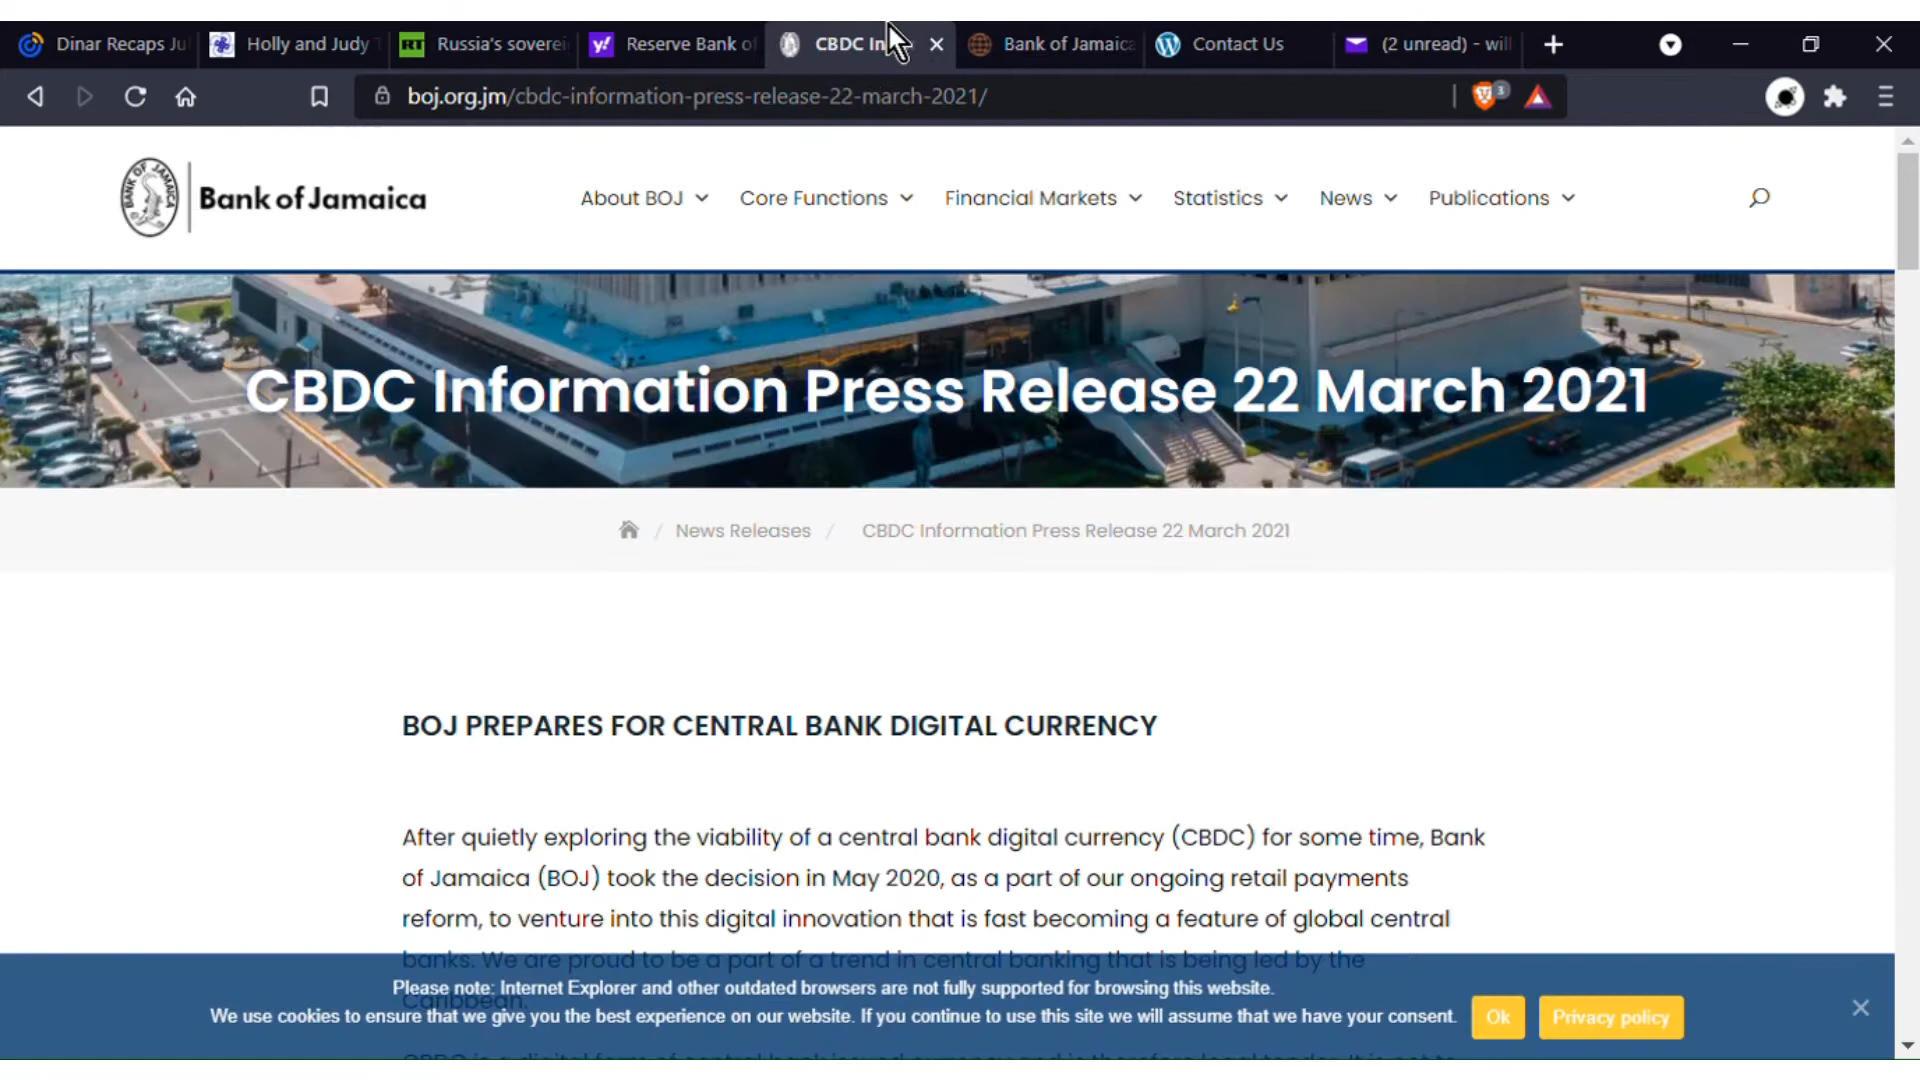 Dinar Recaps Ju
Holly and Judy
RT
Russia's soverei
y!
Reserve Bank of
CBDC In
Bank of Jamaica
Contact Us
(2 unread) - will
boj.org.jm/cbdc-information-press-release-22-march-2021/
3
BANK OF JAMAICA
Bank of Jamaica
About BOJ
Core Functions
Financial Markets
Statistics
News
Publications
CBDC Information Press Release 22 March 2021
/ News Releases / CBDC Information Press Release 22 March 2021
BOJ PREPARES FOR CENTRAL BANK DIGITAL CURRENCY
After quietly exploring the viability of a central bank digital currency (CBDC) for some time, Bank
of Jamaica (BOJ) took the decision in May 2020, as a part of our ongoing retail payments
reform, to venture into this digital innovation that is fast becoming a feature of global central
banks. We are proud to be a part of a trend in central banking that is being led by the
Caribbean.
Please note: Internet Explorer and other outdated browsers are not fully supported for browsing this website.
We use cookies to ensure that we give you the best experience on our website. If you continue to use this site we will assume that we have your consent.
Ok
Privacy policy